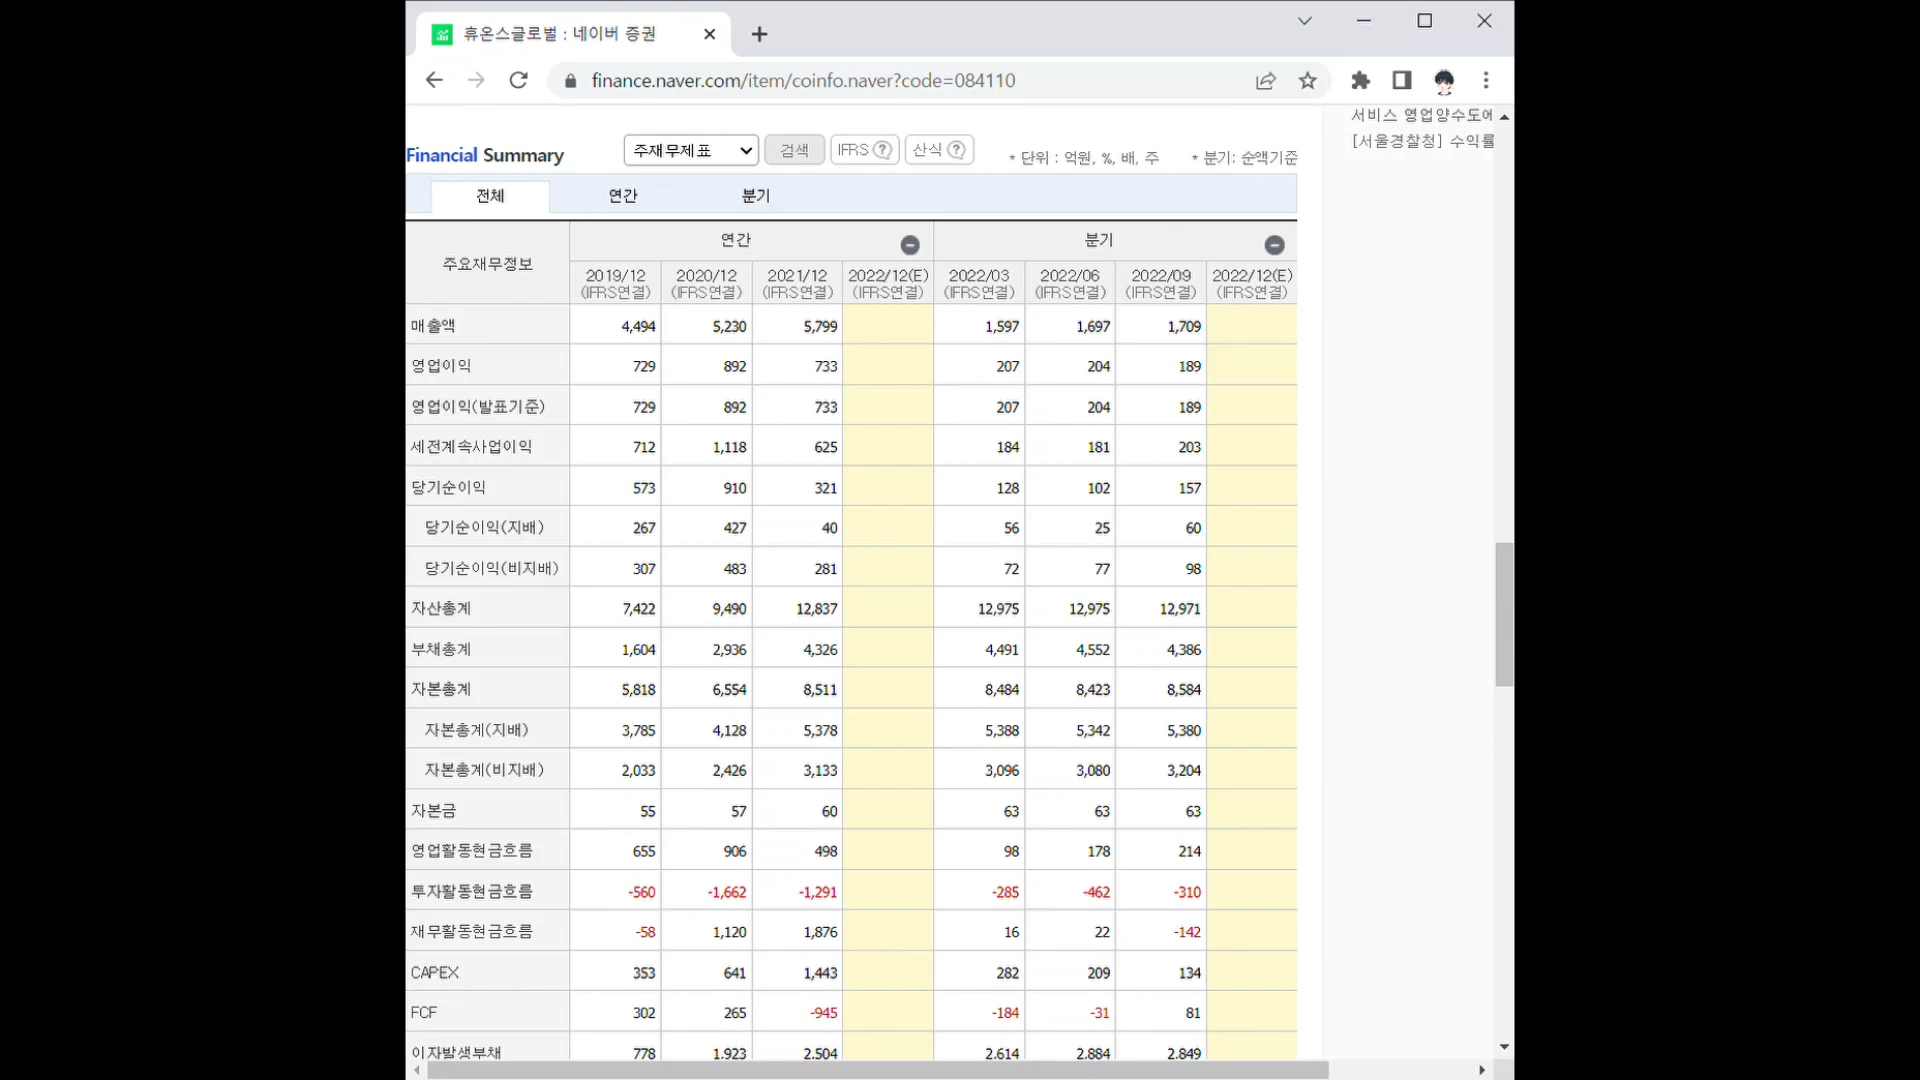 휴온스글로벌 : 네이버 증권
finance.naver.com/item/coinfo.naver?code=084110
서비스 영업양수도에
[서울경찰청] 수익률
Financial Summary 주재무제표 검색 IFRS ? 산식 ? * 단위 : 억원, %, 배, 주 * 분기: 순액기준
전체 연간 분기
주요재무정보 연간 분기
2019/12 2020/12 2021/12 2022/12(E) 2022/03 2022/06 2022/09 2022/12(E)
(IFRS연결) (IFRS연결) (IFRS연결) (IFRS연결) (IFRS연결) (IFRS연결) (IFRS연결) (IFRS연결)
매출액 4,494 5,230 5,799 1,597 1,697 1,709
영업이익 729 892 733 207 204 189
영업이익(발표기준) 729 892 733 207 204 189
세전계속사업이익 712 1,118 625 184 181 203
당기순이익 573 910 321 128 102 157
당기순이익(지배) 267 427 40 56 25 60
당기순이익(비지배) 307 483 281 72 77 98
자산총계 7,422 9,490 12,837 12,975 12,975 12,971
부채총계 1,604 2,936 4,326 4,491 4,552 4,386
자본총계 5,818 6,554 8,511 8,484 8,423 8,584
자본총계(지배) 3,785 4,128 5,378 5,388 5,342 5,380
자본총계(비지배) 2,033 2,426 3,133 3,096 3,080 3,204
자본금 55 57 60 63 63 63
영업활동현금흐름 655 906 498 98 178 214
투자활동현금흐름 -560 -1,662 -1,291 -285 -462 -310
재무활동현금흐름 -58 1,120 1,876 16 22 -142
CAPEX 353 641 1,443 282 209 134
FCF 302 265 -945 -184 -31 81
이자발생부채 778 1,923 2,504 2,614 2,884 2,849